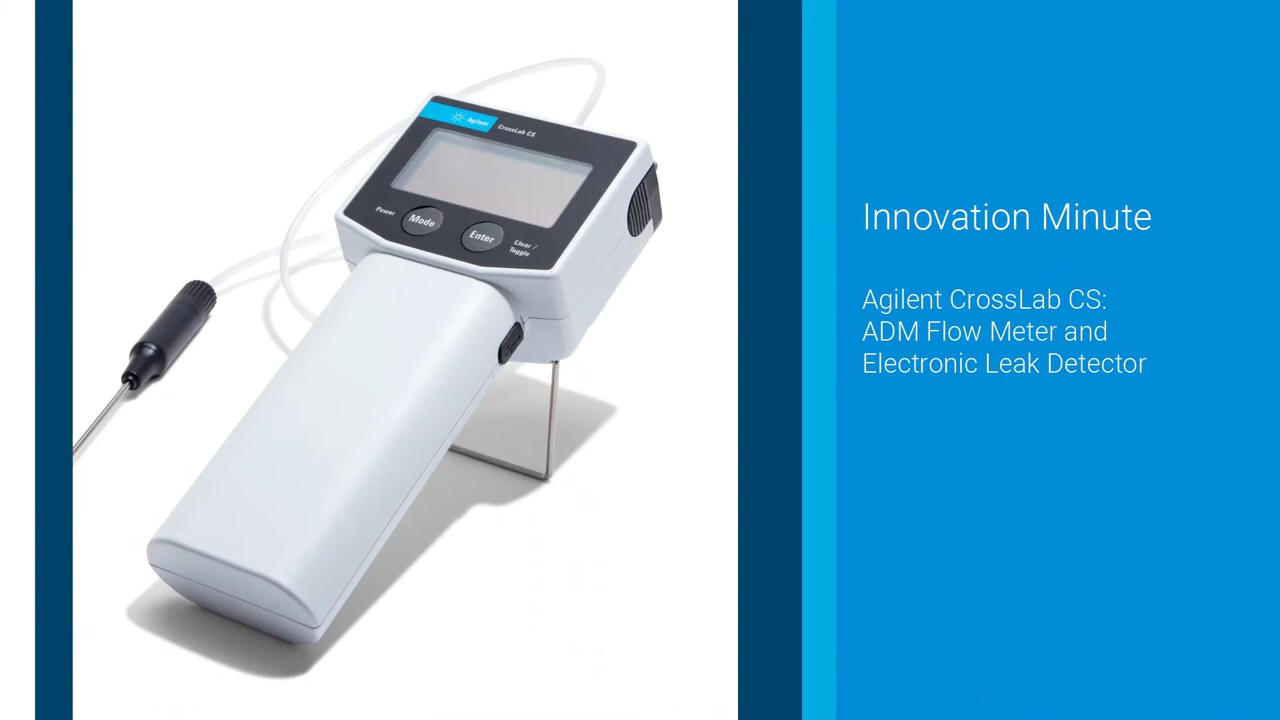 Agilent CrossLab CS
Power Mode Enter Clear /
Toggle
Innovation Minute
Agilent CrossLab CS:
ADM Flow Meter and
Electronic Leak Detector